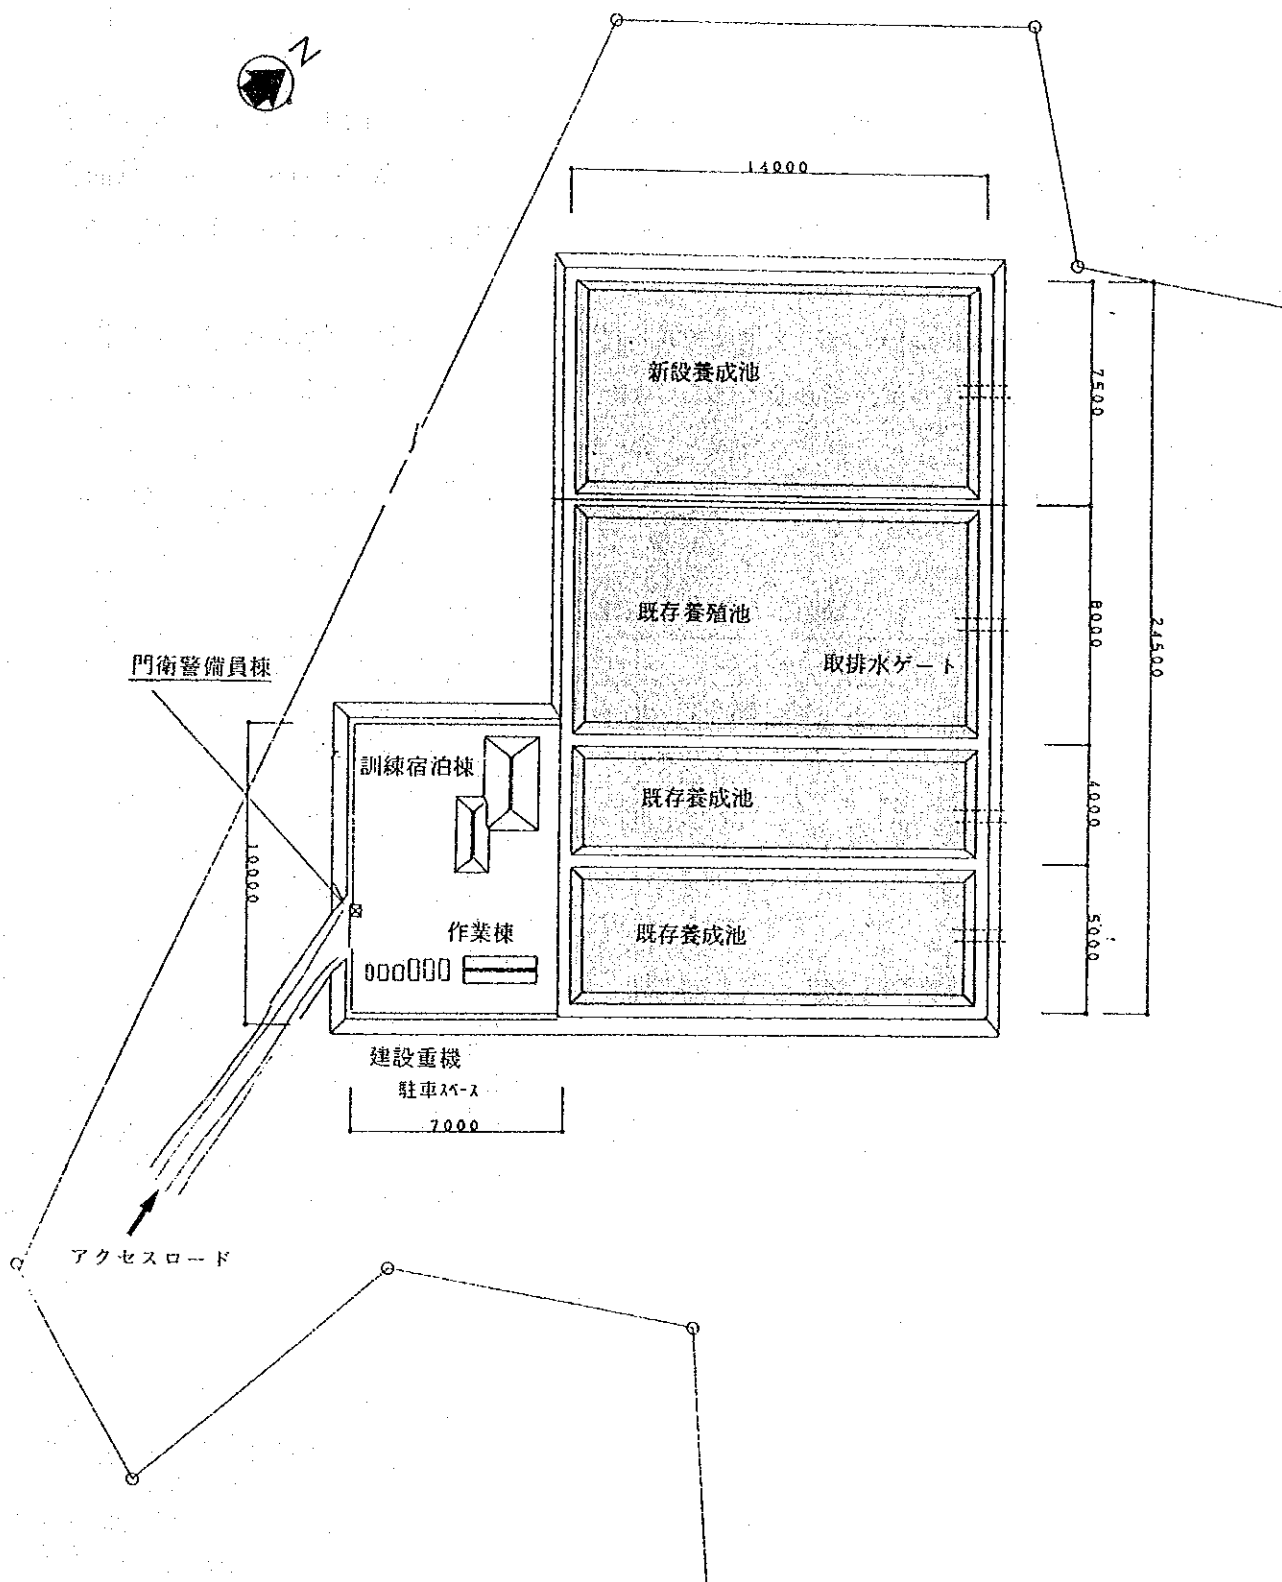 N
14000
新設養成池
7500
既存養殖池
8000
24500
取排水ゲート
門衛警備員棟
訓練宿泊棟
既存養成池
4000
10000
作業棟
既存養成池
5000
建設重機
駐車スペース
7000
アクセスロード